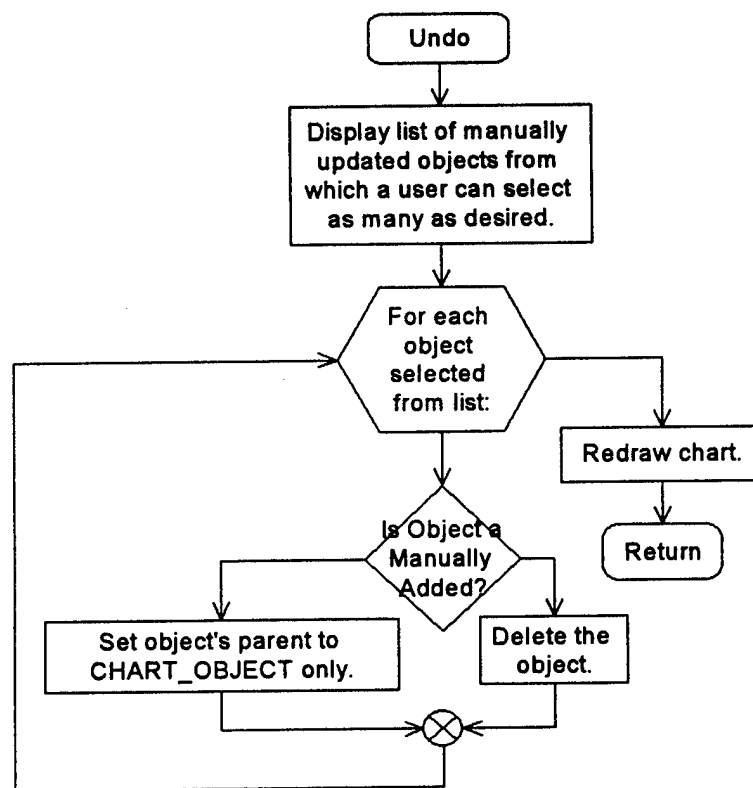 Undo
Display list of manually
updated objects from
which a user can select
as many as desired.
For each
object
selected
from list:
Redraw chart.
Return
Is Object a
Manually
Added?
Set object's parent to
CHART_OBJECT only.
Delete the
object.